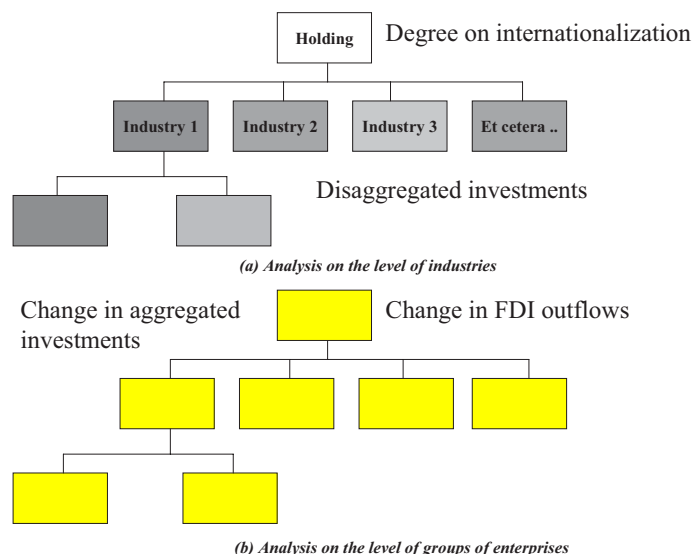 Holding
Degree on internationalization
Industry 1
Industry 2
Industry 3
Et cetera ..
Disaggregated investments
(a) Analysis on the level of industries
Change in aggregated
investments
Change in FDI outflows
(b) Analysis on the level of groups of enterprises